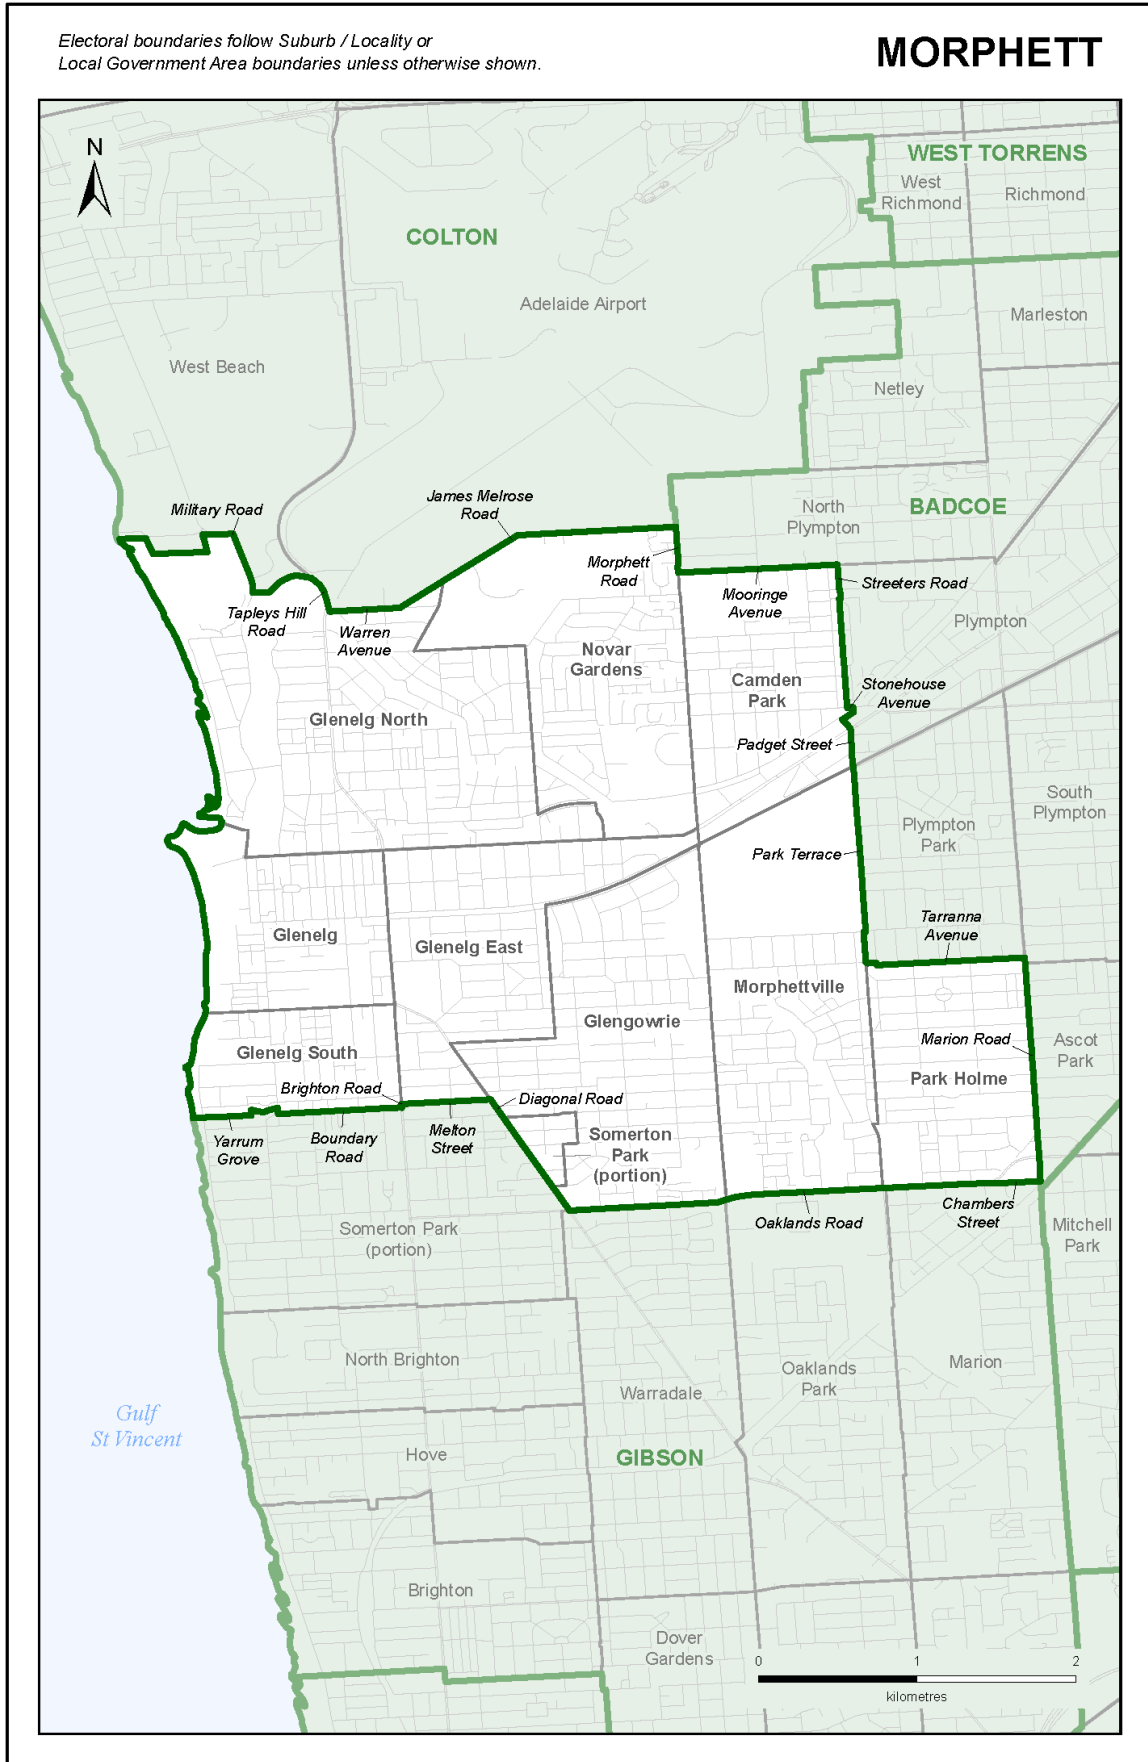 Electoral boundaries follow Suburb / Locality or
Local Government Area boundaries unless otherwise shown.
MORPHETT
N
WEST TORRENS
West
Richmond
Richmond
COLTON
Adelaide Airport
Marleston
West Beach
Netley
Military Road
James Melrose
Road
North
Plympton
BADCOE
Morphett
Road
Mooringe
Avenue
Streeters Road
Tapleys Hill
Road
Warren
Avenue
Plympton
Novar
Gardens
Camden
Park
Stonehouse
Avenue
Glenelg North
Padget Street
South
Plympton
Plympton
Park
Park Terrace
Tarranna
Avenue
Glenelg
Glenelg East
Morphettville
Glengowrie
Glenelg South
Marion Road
Ascot
Park
Park Holme
Brighton Road
Diagonal Road
Yarrum
Grove
Boundary
Road
Melton
Street
Somerton
Park
(portion)
Chambers
Street
Oaklands Road
Somerton Park
(portion)
Mitchell
Park
North Brighton
Oaklands
Park
Marion
Warradale
Gulf
St Vincent
Hove
GIBSON
Brighton
Dover
Gardens
0 1 2
kilometres